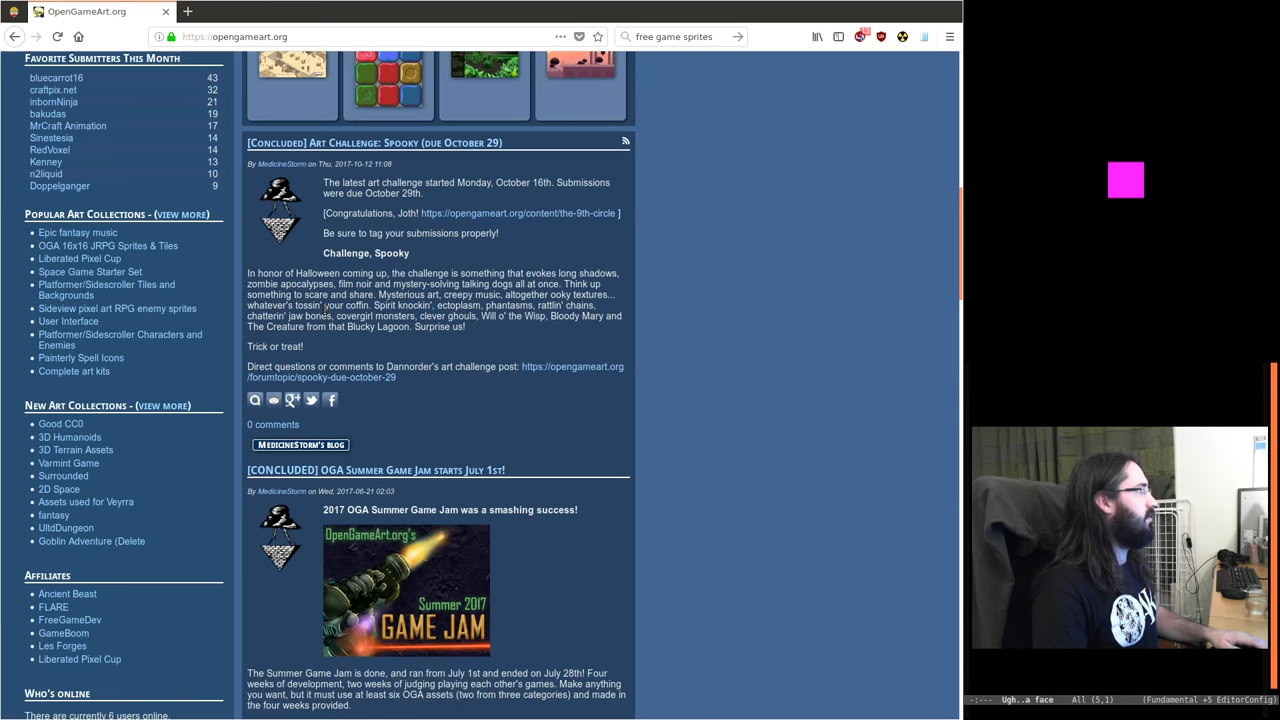 OpenGameArt.org
https://opengameart.org
free game sprites
Favorite Submitters This Month
bluecarrot16 43
craftpix.net 32
inbornNinja 21
bakudas 19
MrCraft Animation 17
Sinestesia 14
RedVoxel 14
Kenney 13
n2liquid 10
Doppelganger 9
Popular Art Collections - (view more)
Epic fantasy music
OGA 16x16 JRPG Sprites & Tiles
Liberated Pixel Cup
Space Game Starter Set
Platformer/Sidescroller Tiles and
Backgrounds
Sideview pixel art RPG enemy sprites
User Interface
Platformer/Sidescroller Characters and
Enemies
Painterly Spell Icons
Complete art kits
New Art Collections - (view more)
Good CC0
3D Humanoids
3D Terrain Assets
Varmint Game
Surrounded
2D Space
Assets used for Veyrra
fantasy
UltdDungeon
Goblin Adventure (Delete
Affiliates
Ancient Beast
FLARE
FreeGameDev
GameBoom
Les Forges
Liberated Pixel Cup
Who's online
There are currently 6 users online.
[Concluded] Art Challenge: Spooky (due October 29)
By MedicineStorm on Thu, 2017-10-12 11:08
The latest art challenge started Monday, October 16th. Submissions
were due October 29th.
[Congratulations, Joth! https://opengameart.org/content/the-9th-circle ]
Be sure to tag your submissions properly!
Challenge, Spooky
In honor of Halloween coming up, the challenge is something that evokes long shadows,
zombie apocalypses, film noir and mystery-solving talking dogs all at once. Think up
something to scare and share. Mysterious art, creepy music, altogether ooky textures...
whatever's tossin' your coffin. Spirit knockin', ectoplasm, phantasms, rattlin' chains,
chatterin' jaw bones, covergirl monsters, clever ghouls, Will o' the Wisp, Bloody Mary and
The Creature from that Blucky Lagoon. Surprise us!
Trick or treat!
Direct questions or comments to Dannorder's art challenge post: https://opengameart.org
/forumtopic/spooky-due-october-29
0 comments
MedicineStorm's blog
[CONCLUDED] OGA Summer Game Jam starts July 1st!
By MedicineStorm on Wed, 2017-06-21 02:03
2017 OGA Summer Game Jam was a smashing success!
OpenGameArt.org's
Summer 2017
GAME JAM
The Summer Game Jam is done, and ran from July 1st and ended on July 28th! Four
weeks of development, two weeks of judging playing each other's games. Make anything
you want, but it must use at least six OGA assets (two from three categories) and made in
the four weeks provided.
-:--- Ugh..a face All (5,1) (Fundamental +5 EditorConfig)